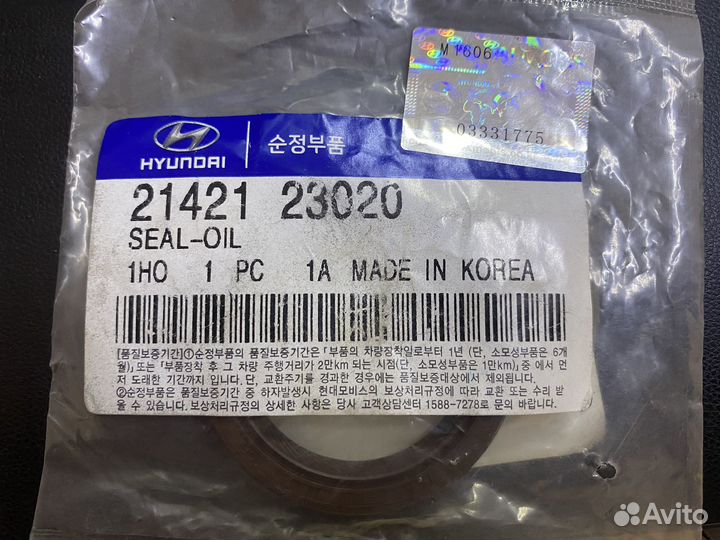 M1606
03331775
HYUNDAI
순정부품
21421 23020
SEAL-OIL
1HO 1 PC 1A MADE IN KOREA
[품질보증기간]①순정부품의 품질보증기간은「부품의 차량장착일로부터 1년 (단, 소모성부품은 6개
월)」또는「부품장착 후 그 차량 주행거리가 2만km 되는 시점(단, 소모성부품은 1만km)」중 에서 먼
저 도래한 기간까지 입니다. 단, 교환주기를 경과한 경우에는 품질보증대상에서 제외됩니다.
②순정부품은 품질보증기간 중 하자발생시 현대모비스의 보상처리규정에 따라 교환 또는 수리 받
을 수 있습니다. 보상처리규정의 상세한 사항은 당사 고객상담센터 1588-7278로 문의 바랍니다.
Avito